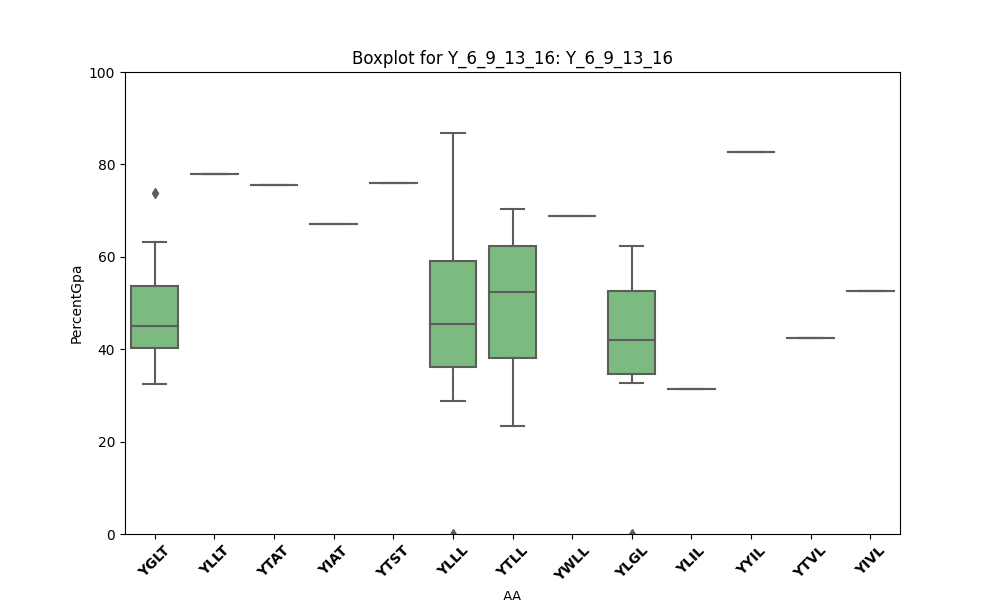 Boxplot for Y_6_9_13_16: Y_6_9_13_16
100
80
60
40
20
0
PercentGpa
YGLT YLLT YTAT YIAT YTST YLLL YTLL YWLL YLGL YLIL YYIL YTVL YIVL
AA